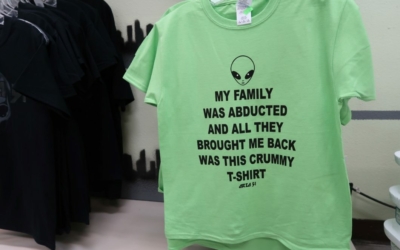 MY FAMILY
WAS ABDUCTED
AND ALL THEY
BROUGHT ME BACK
WAS THIS CRUMMY
T-SHIRT